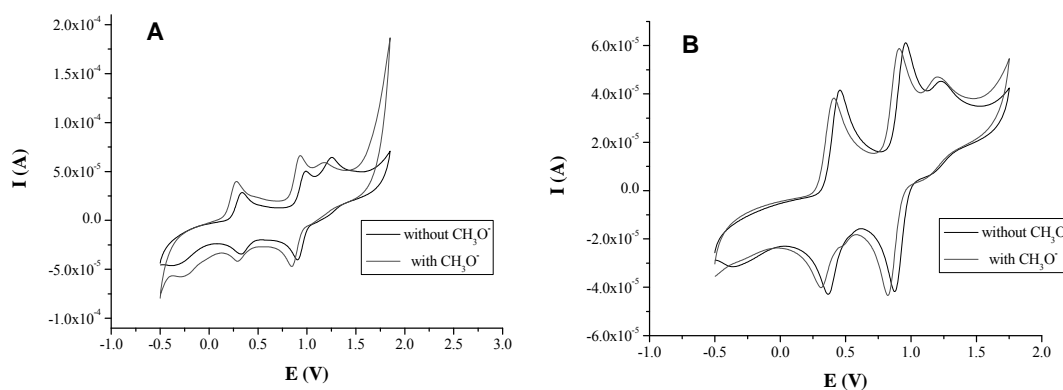 A
2.0x10⁻⁴
1.5x10⁻⁴
1.0x10⁻⁴
5.0x10⁻⁵
0.0
-5.0x10⁻⁵
-1.0x10⁻⁴
I (A)
without CH₃O⁻
with CH₃O⁻
-1.0 -0.5 0.0 0.5 1.0 1.5 2.0 2.5 3.0
E (V)
B
6.0x10⁻⁵
4.0x10⁻⁵
2.0x10⁻⁵
0.0
-2.0x10⁻⁵
-4.0x10⁻⁵
-6.0x10⁻⁵
I (A)
without CH₃O
with CH₃O⁻
-1.0 -0.5 0.0 0.5 1.0 1.5 2.0
E (V)